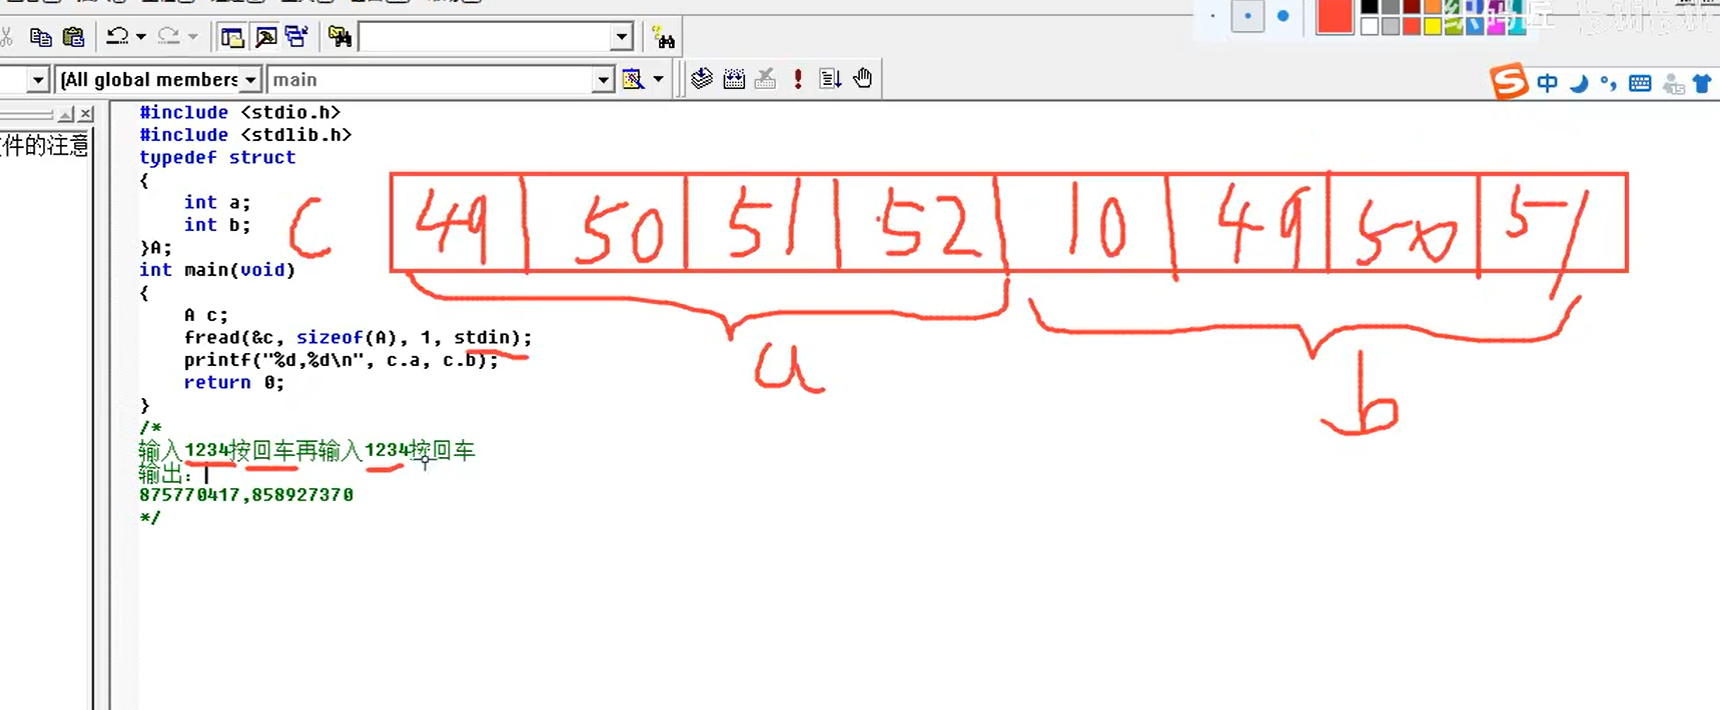 (All global members main
中
件的注意
#include <stdio.h>
#include <stdlib.h>
typedef struct
{
int a;
int b;
}A;
int main(void)
{
A c;
fread(&c, sizeof(A), 1, stdin);
printf("%d,%d\n", c.a, c.b);
return 0;
}
/*
输入1234按回车再输入1234按回车
输出:
875770417,858927370
*/
C 49 50 51 52 10 49 50 51
a
b